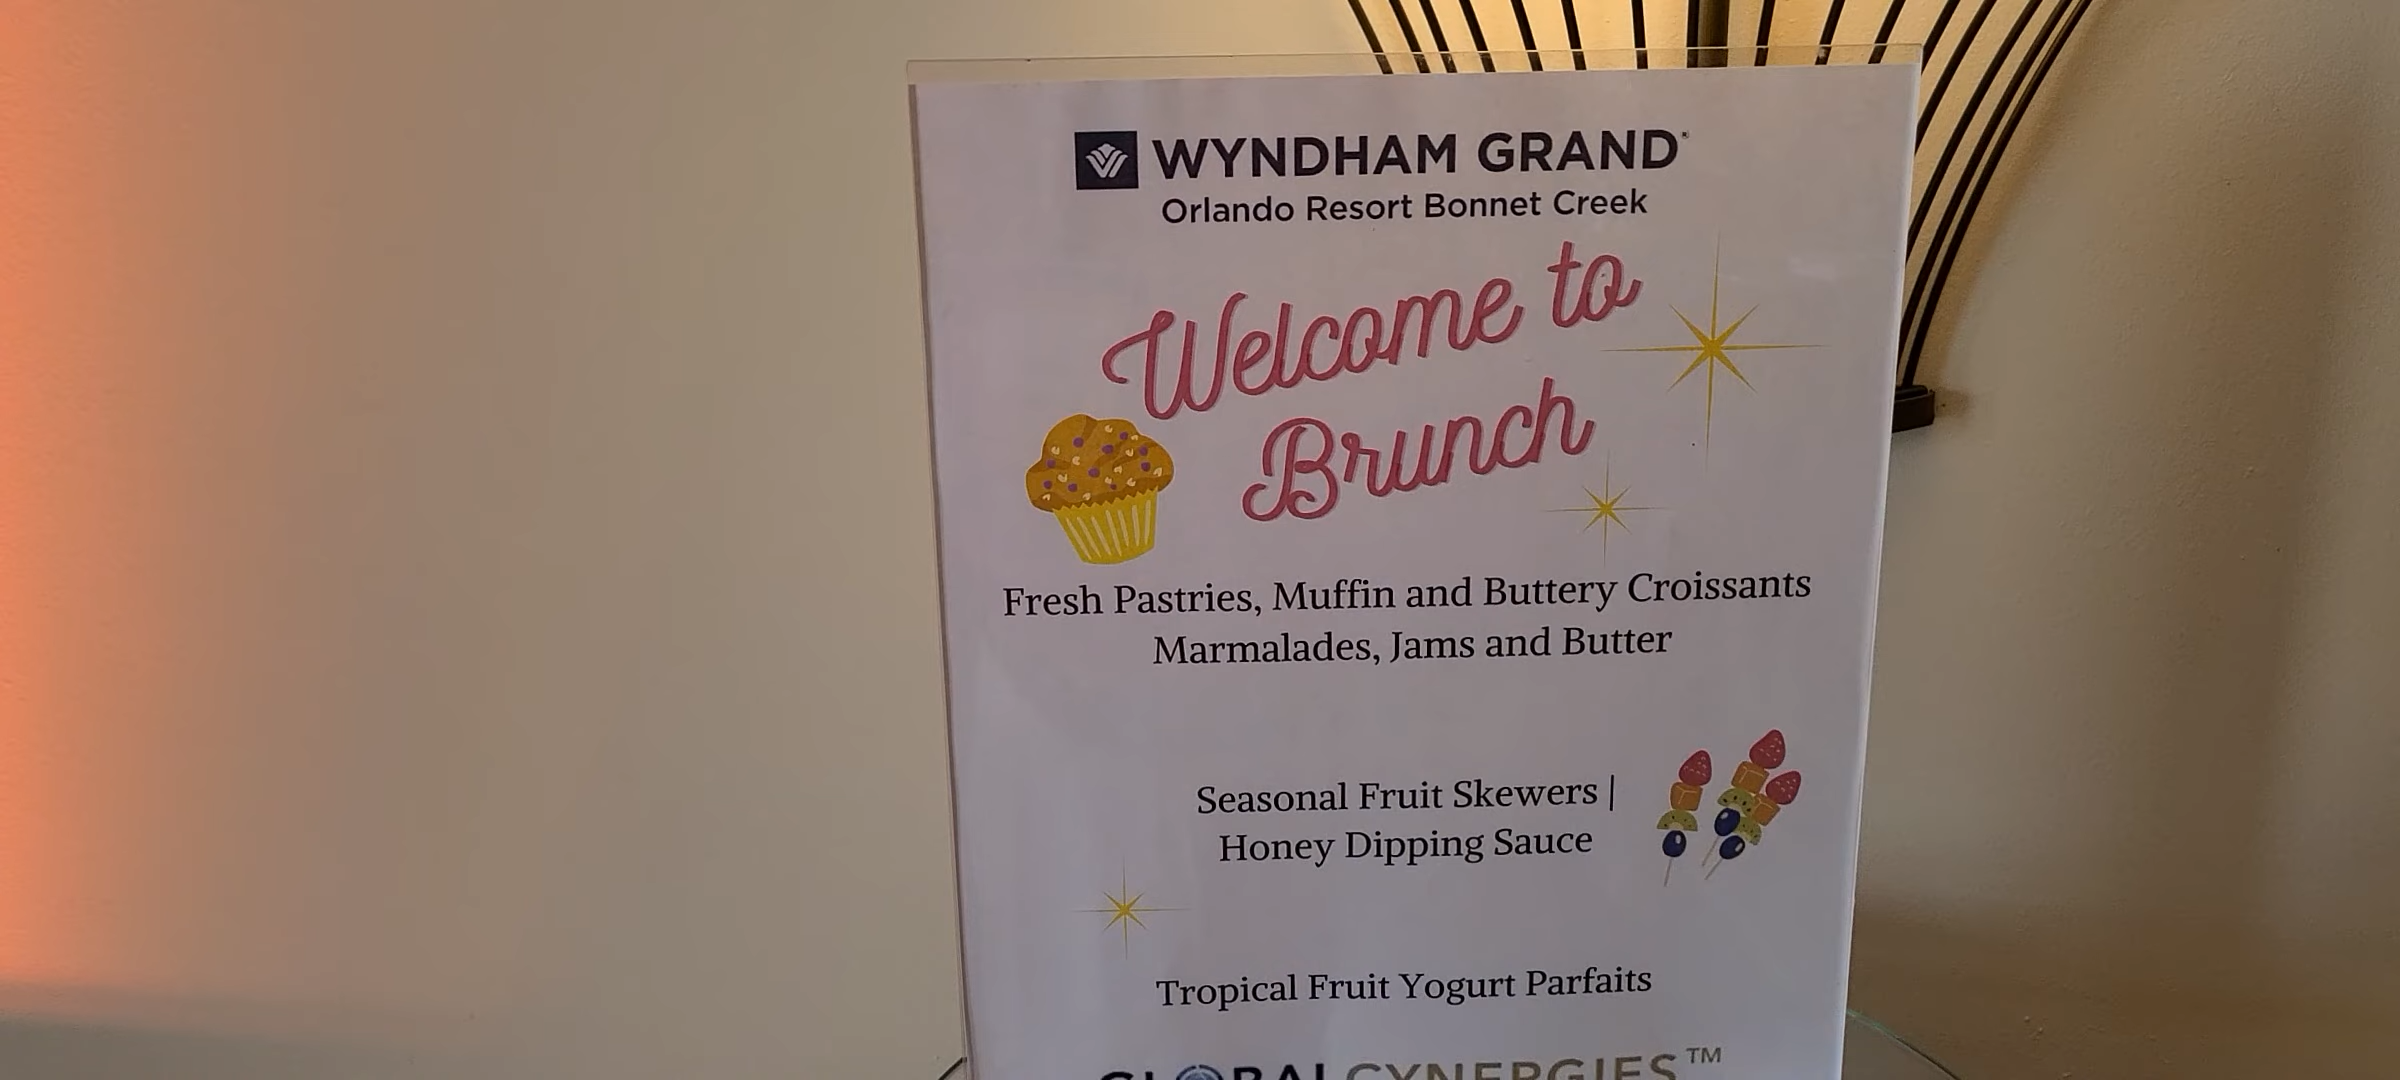 WYNDHAM GRAND®
Orlando Resort Bonnet Creek
Welcome to
Brunch
Fresh Pastries, Muffin and Buttery Croissants
Marmalades, Jams and Butter
Seasonal Fruit Skewers |
Honey Dipping Sauce
Tropical Fruit Yogurt Parfaits
GLOBALCYNERGIES™